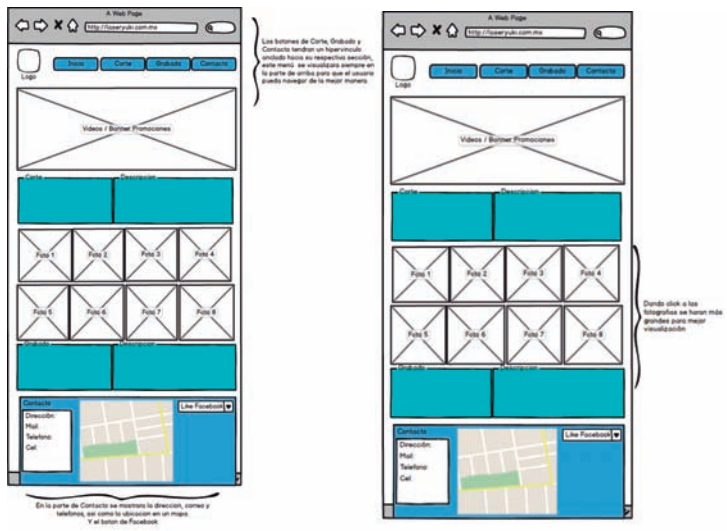 A Web Page
http://laseryuki.com.mx
Logo
Inicio
Corte
Grabado
Contacto
Videos / Banner Promociones
Corte
Descripcion
Foto 1
Foto 2
Foto 3
Foto 4
Foto 5
Foto 6
Foto 7
Foto 8
Grabado
Descripcion
Contacto
Dirección:
Mail:
Telefono:
Cel:
Like Facebook
En la parte de Contacto se mostrara la direccion, correo y
telefonos, asi como la ubicacion en un mapa.
Y el boton de Facebook
Los botones de Corte, Grabado y
Contacto tendran un hipervinculo
anclado hacia su respectiva sección,
este menú se visualizara siempre en
la parte de arriba para que el usuario
pueda navegar de la mejor manera.
A Web Page
http://laseryuki.com.mx
Logo
Inicio
Corte
Grabado
Contacto
Videos / Banner Promociones
Corte
Descripcion
Foto 1
Foto 2
Foto 3
Foto 4
Foto 5
Foto 6
Foto 7
Foto 8
Grabado
Descripcion
Contacto
Dirección:
Mail:
Telefono:
Cel:
Like Facebook
Dando click a las
fotografias se haran más
grandes para mejor
visualización